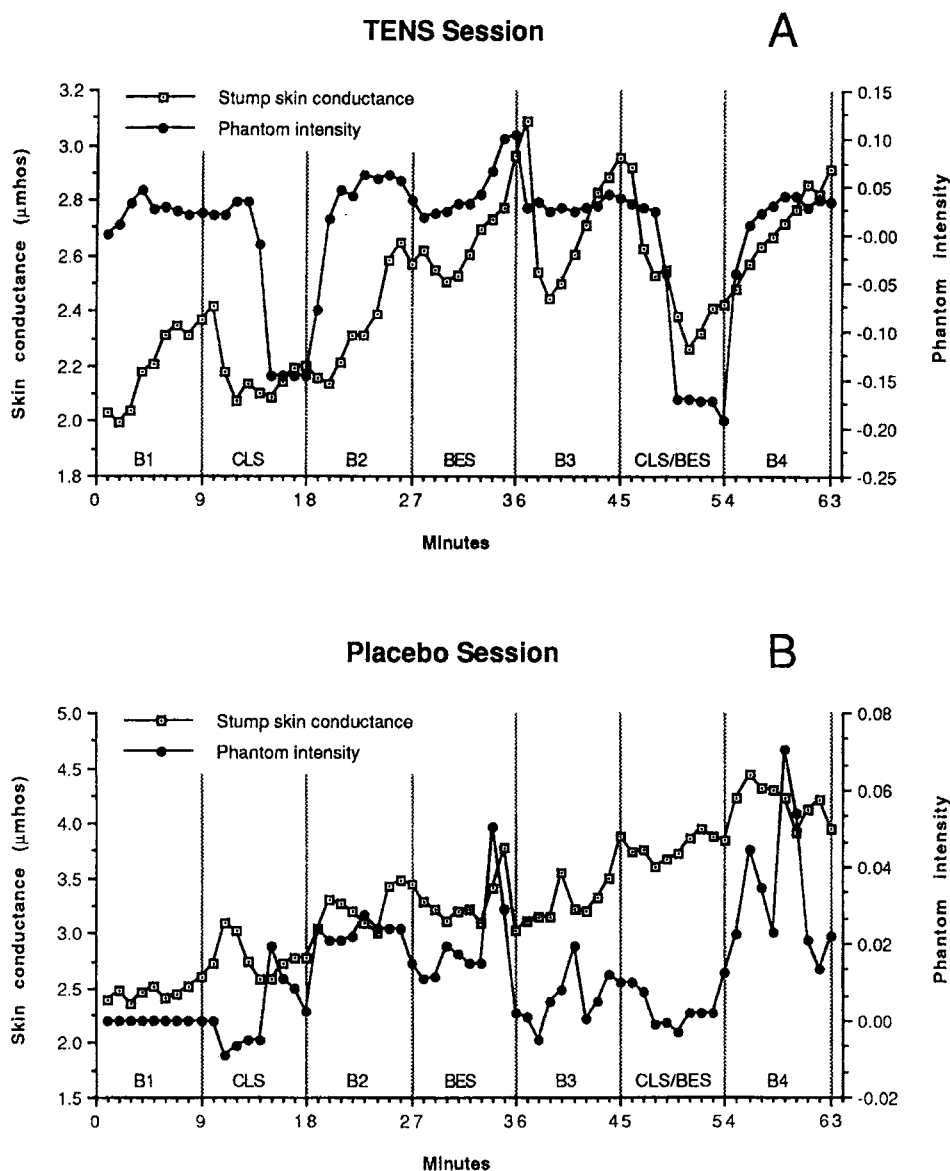 TENS Session
A
Stump skin conductance
Phantom intensity
Skin conductance (µmhos)
3.2
3.0
2.8
2.6
2.4
2.2
2.0
1.8
0.15
0.10
0.05
-0.00
-0.05
-0.10
-0.15
-0.20
-0.25
Phantom intensity
B1 CLS B2 BES B3 CLS/BES B4
0 9 18 27 36 45 54 63
Minutes
Placebo Session
B
Stump skin conductance
Phantom intensity
Skin conductance (µmhos)
5.0
4.5
4.0
3.5
3.0
2.5
2.0
1.5
0.08
0.06
0.04
0.02
0.00
-0.02
Phantom intensity
B1 CLS B2 BES B3 CLS/BES B4
0 9 18 27 36 45 54 63
Minutes